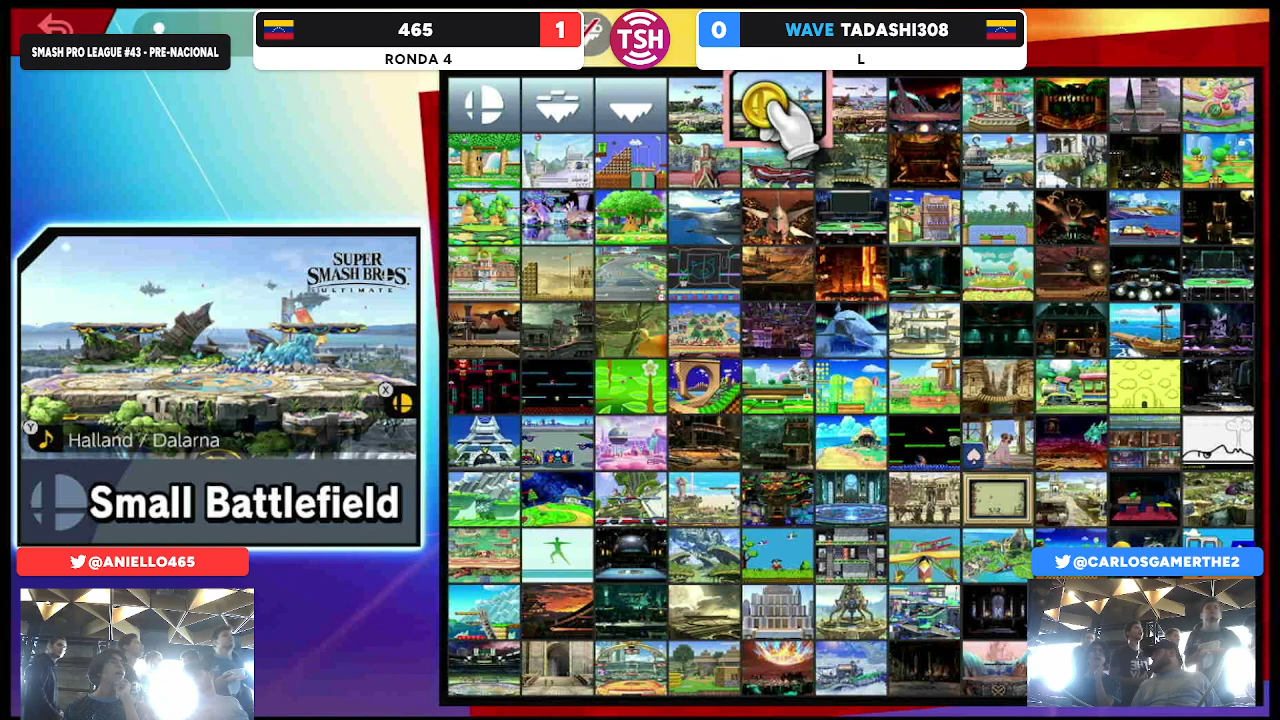 465
1
TSH
0
WAVE TADASHI308
SMASH PRO LEAGUE #43 - PRE-NACIONAL
RONDA 4
L
SUPER
SMASH BROS.
ULTIMATE
X
Y
Halland / Dalarna
Small Battlefield
@ANIELLO465
@CARLOSGAMERTHE2